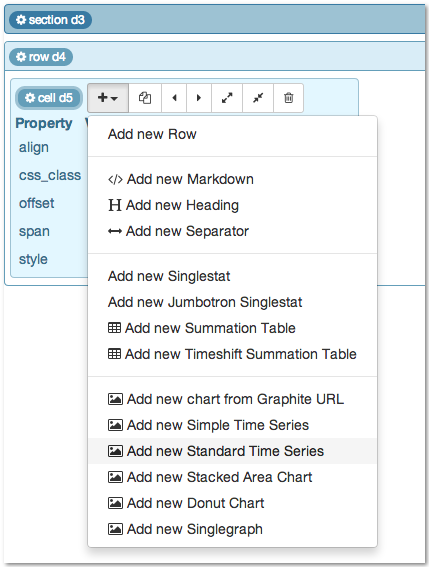 section d3
row d4
cell d5
Property
align
css_class
offset
span
style
Add new Row
</> Add new Markdown
H Add new Heading
Add new Separator
Add new Singlestat
Add new Jumbotron Singlestat
Add new Summation Table
Add new Timeshift Summation Table
Add new chart from Graphite URL
Add new Simple Time Series
Add new Standard Time Series
Add new Stacked Area Chart
Add new Donut Chart
Add new Singlegraph